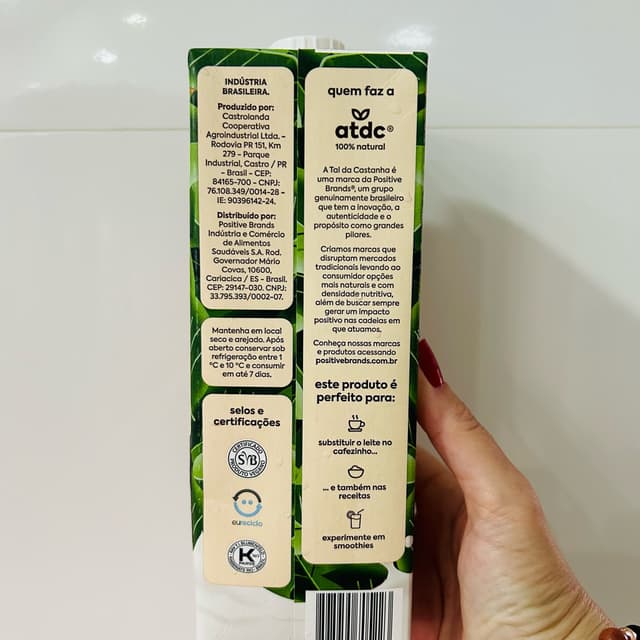 INDÚSTRIA
BRASILEIRA.
Produzido por:
Castrolanda
Cooperativa
Agroindustrial Ltda. –
Rodovia PR 151, Km
279 – Parque
Industrial, Castro / PR
– Brasil – CEP:
84165-700 – CNPJ:
76.108.349/0014-28 –
IE: 90396142-24.
Distribuído por:
Positive Brands
Indústria e Comércio
de Alimentos
Saudáveis S.A. Rod.
Governador Mário
Covas, 10600,
Cariacica / ES - Brasil.
CEP: 29147-030. CNPJ:
33.795.393/0002-07.
Mantenha em local
seco e arejado. Após
aberto conservar sob
refrigeração entre 1
°C e 10 °C e consumir
em até 7 dias.
selos e
certificações
CERTIFICADO
SVB
PRODUTO VEGANO
eureciclo
K
quem faz a
atdc®
100% natural
A Tal da Castanha é
uma marca da Positive
Brands®, um grupo
genuinamente brasileiro
que tem a inovação, a
autenticidade e o
propósito como grandes
pilares.
Criamos marcas que
disruptam mercados
tradicionais levando ao
consumidor opções
mais naturais e com
densidade nutritiva,
além de buscar sempre
gerar um impacto
positivo nas cadeias em
que atuamos.
Conheça nossas marcas
e produtos acessando
positivebrands.com.br
este produto é
perfeito para:
substituir o leite no
cafezinho...
... e também nas
receitas
experimente em
smoothies